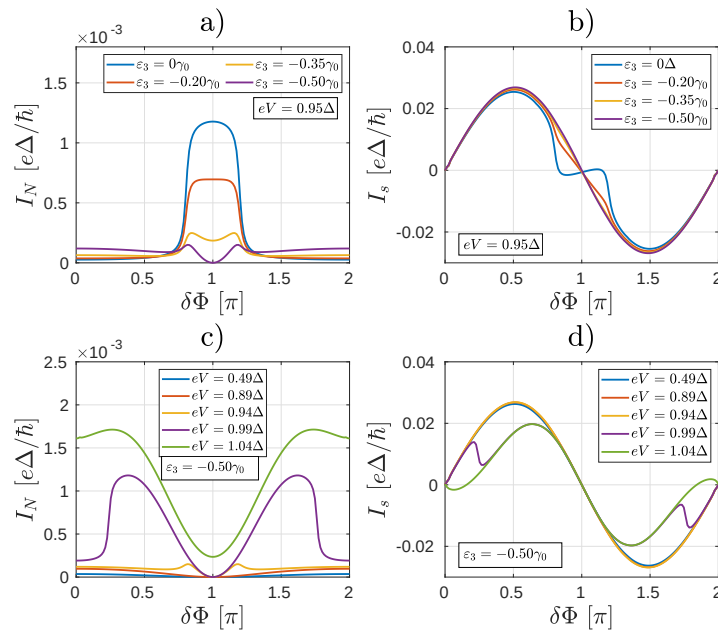 a)
×10⁻³
1.5
1
0.5
0
0 0.5 1 1.5 2
I_N [eΔ/ħ]
δΦ [π]
ε₃ = 0γ₀
ε₃ = −0.20γ₀
ε₃ = −0.35γ₀
ε₃ = −0.50γ₀
eV = 0.95Δ
b)
0.04
0.02
0
-0.02
0 0.5 1 1.5 2
I_s [eΔ/ħ]
δΦ [π]
ε₃ = 0Δ
ε₃ = −0.20γ₀
ε₃ = −0.35γ₀
ε₃ = −0.50γ₀
eV = 0.95Δ
c)
×10⁻³
2.5
2
1.5
1
0.5
0
0 0.5 1 1.5 2
I_N [eΔ/ħ]
δΦ [π]
eV = 0.49Δ
eV = 0.89Δ
eV = 0.94Δ
eV = 0.99Δ
eV = 1.04Δ
ε₃ = −0.50γ₀
d)
0.04
0.02
0
-0.02
0 0.5 1 1.5 2
I_s [eΔ/ħ]
δΦ [π]
eV = 0.49Δ
eV = 0.89Δ
eV = 0.94Δ
eV = 0.99Δ
eV = 1.04Δ
ε₃ = −0.50γ₀